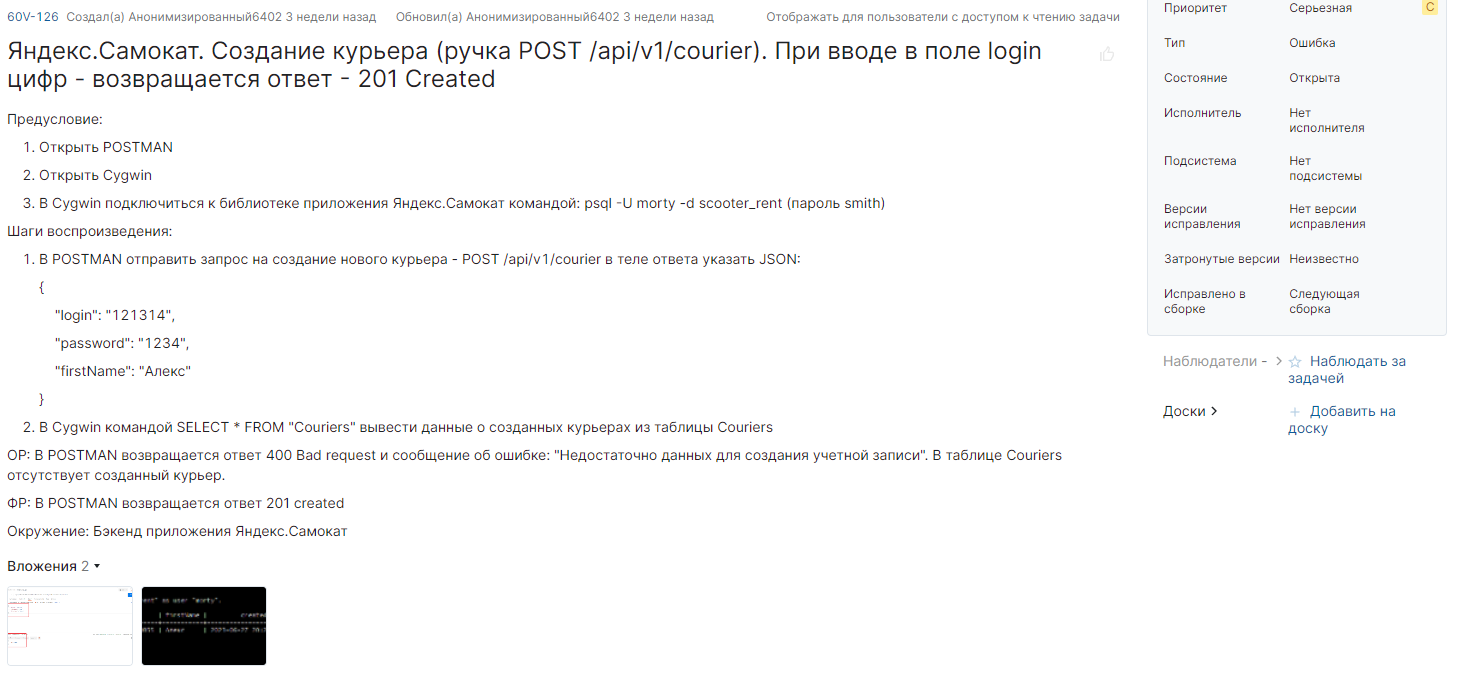 60V-126 Создал(а) Анонимизированный6402 3 недели назад Обновил(а) Анонимизированный6402 3 недели назад Отображать для пользователи с доступом к чтению задачи
Яндекс.Самокат. Создание курьера (ручка POST /api/v1/courier). При вводе в поле login
цифр - возвращается ответ - 201 Created
Предусловие:
1. Открыть POSTMAN
2. Открыть Cygwin
3. В Cygwin подключиться к библиотеке приложения Яндекс.Самокат командой: psql -U morty -d scooter_rent (пароль smith)
Шаги воспроизведения:
1. В POSTMAN отправить запрос на создание нового курьера - POST /api/v1/courier в теле ответа указать JSON:
{
"login": "121314",
"password": "1234",
"firstName": "Алекс"
}
2. В Cygwin командой SELECT * FROM "Couriers" вывести данные о созданных курьерах из таблицы Couriers
ОР: В POSTMAN возвращается ответ 400 Bad request и сообщение об ошибке: "Недостаточно данных для создания учетной записи". В таблице Couriers
отсутствует созданный курьер.
ФР: В POSTMAN возвращается ответ 201 created
Окружение: Бэкенд приложения Яндекс.Самокат
Вложения 2
user "morty".
firstName | created
Алекс
Приоритет Серьезная С
Тип Ошибка
Состояние Открыта
Исполнитель Нет
исполнителя
Подсистема Нет
подсистемы
Версии Нет версии
исправления исправления
Затронутые версии Неизвестно
Исправлено в Следующая
сборке сборка
Наблюдатели - Наблюдать за
задачей
Доски Добавить на
доску